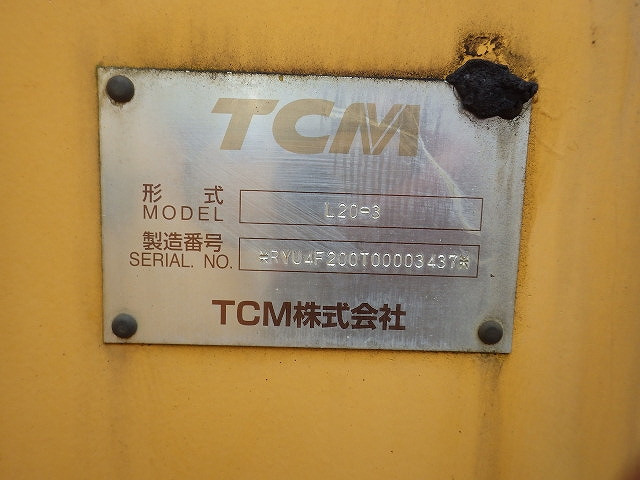 TCM
形 式
MODEL
L20-3
製造番号
SERIAL. NO.
*RYU4F200T00003437*
TCM株式会社